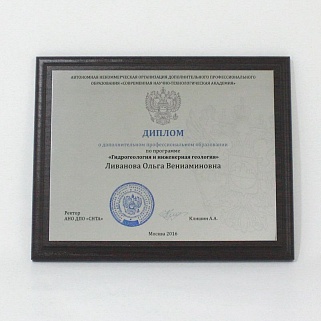 АВТОНОМНАЯ НЕКОММЕРЧЕСКАЯ ОРГАНИЗАЦИЯ ДОПОЛНИТЕЛЬНОГО ПРОФЕССИОНАЛЬНОГО
ОБРАЗОВАНИЯ «СОВРЕМЕННАЯ НАУЧНО-ТЕХНОЛОГИЧЕСКАЯ АКАДЕМИЯ»
ДИПЛОМ
о дополнительном профессиональном образовании
по программе
«Гидрогеология и инженерная геология»
Ливанова Ольга Вениаминовна
Ректор
АНО ДПО «СНТА»
Клишин А.А.
Москва 2016